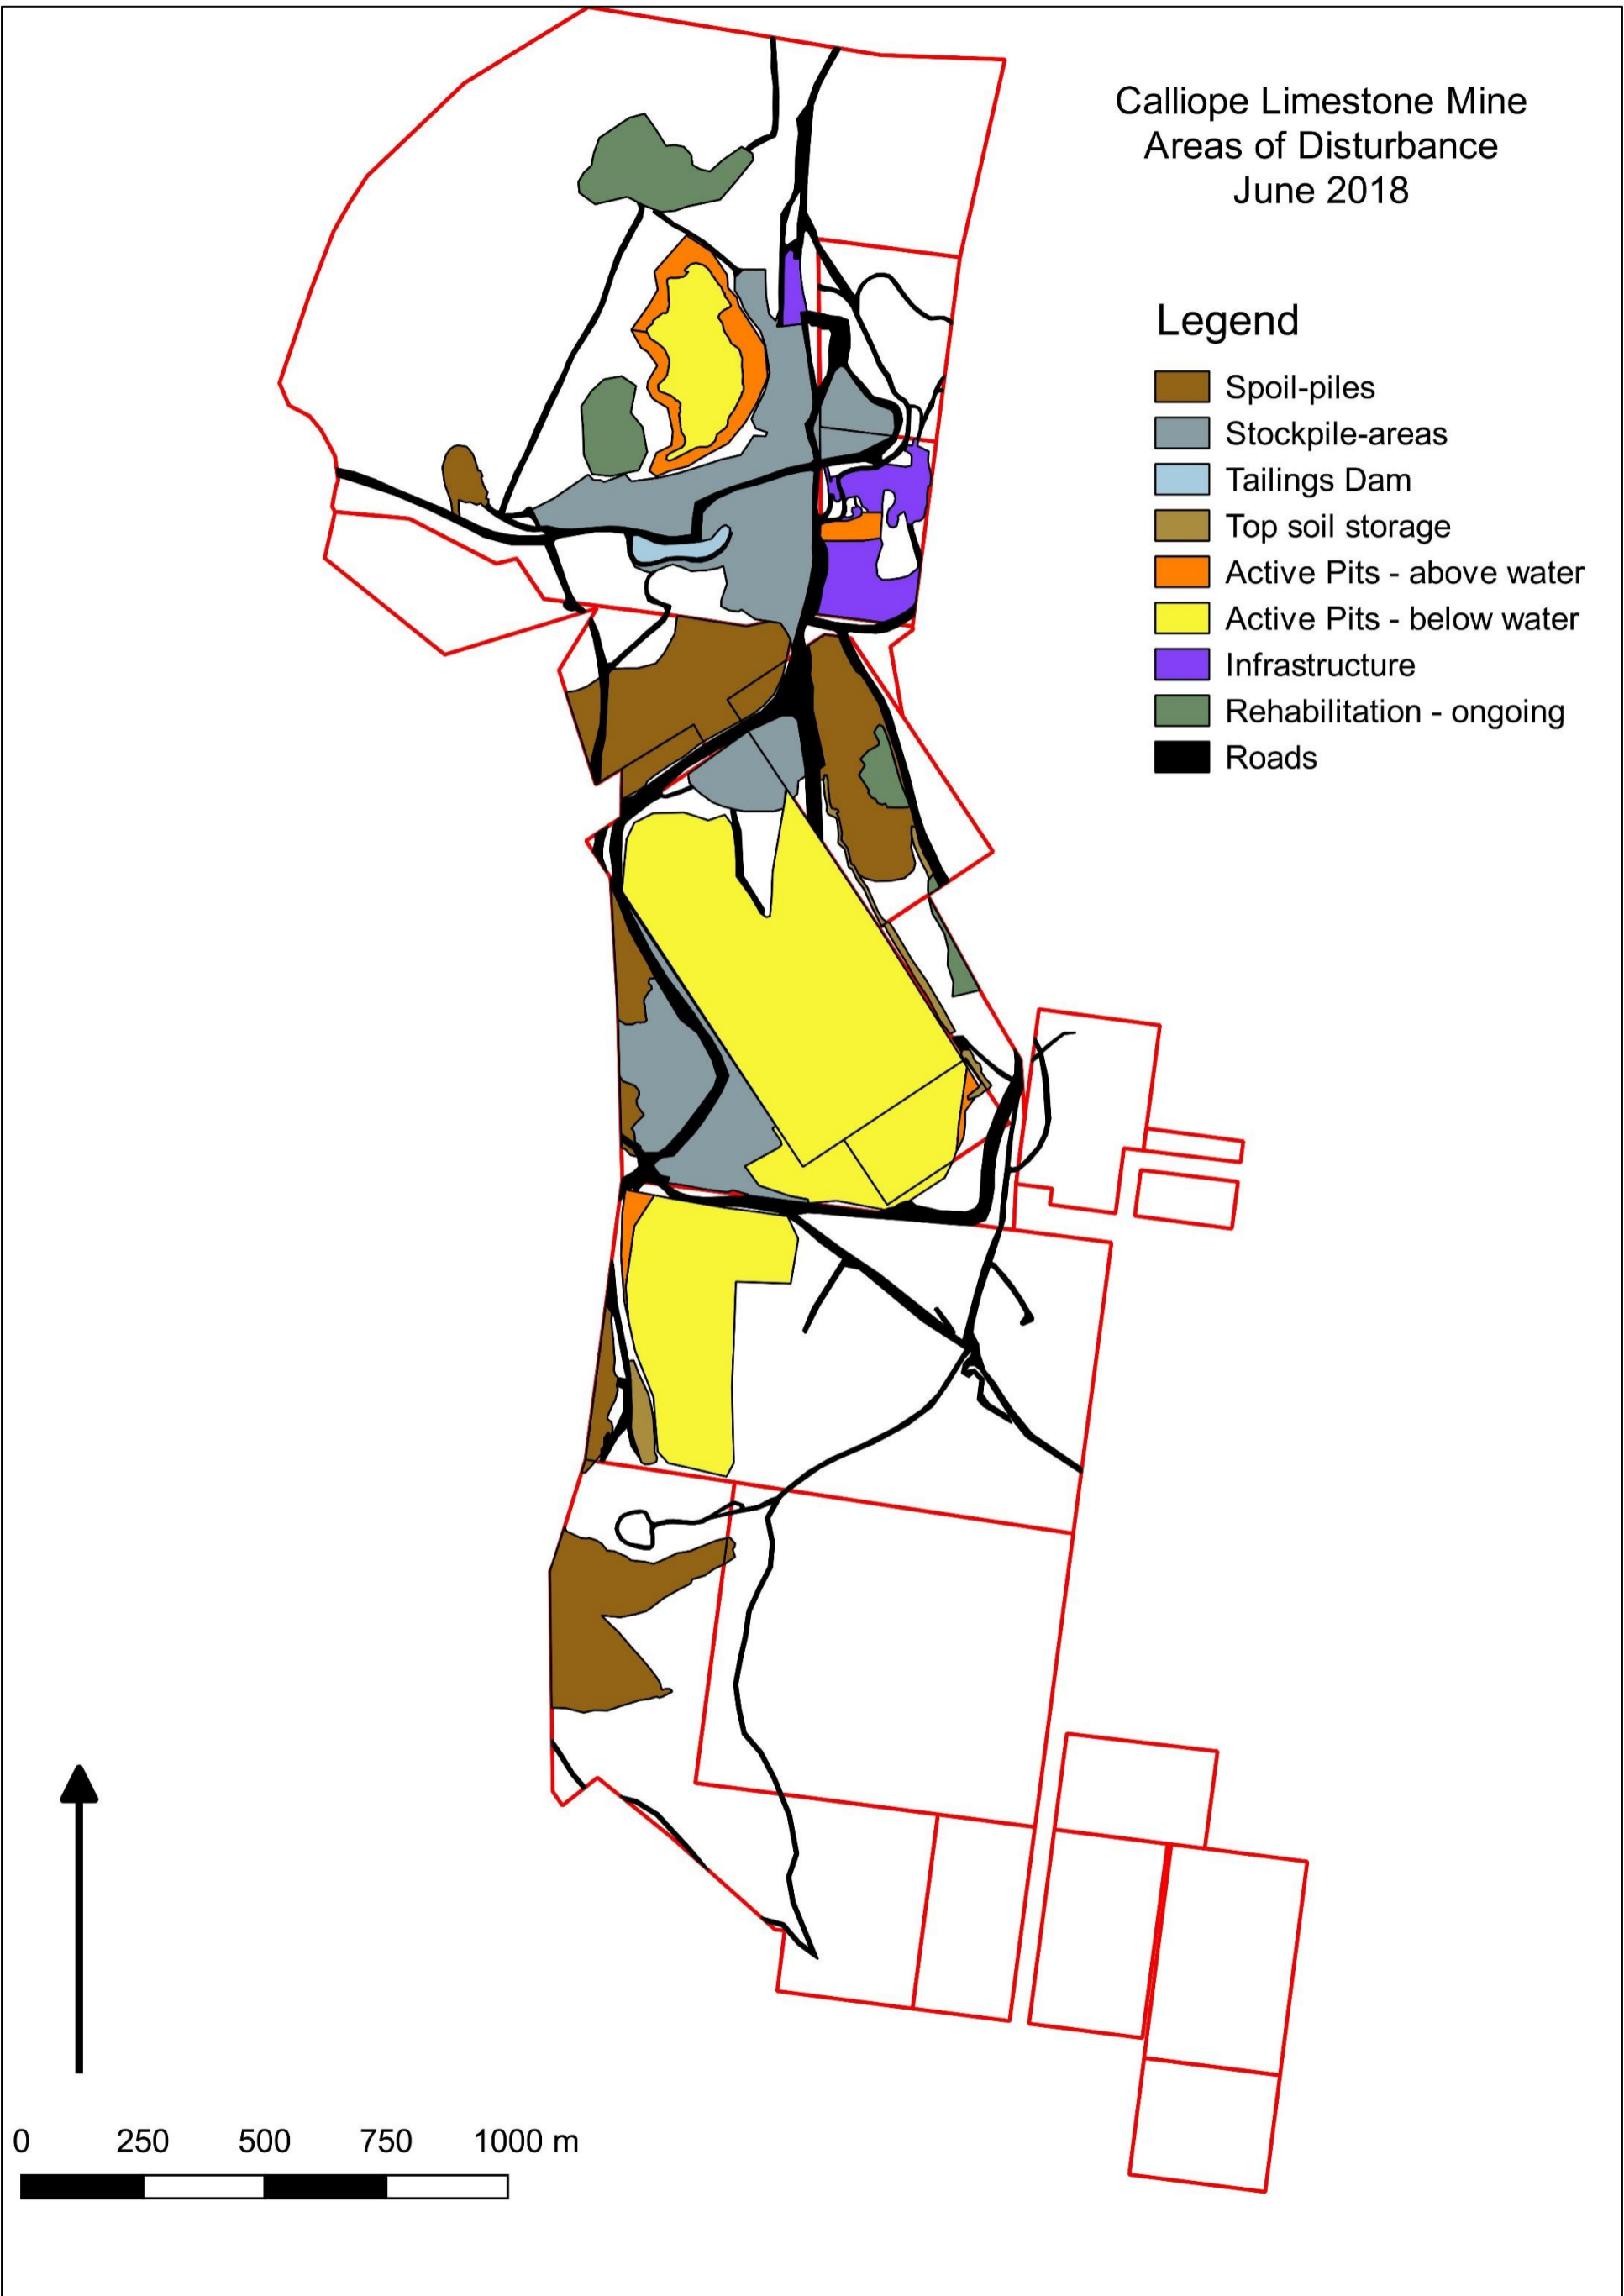 Calliope Limestone Mine
Areas of Disturbance
June 2018
Legend
Spoil-piles
Stockpile-areas
Tailings Dam
Top soil storage
Active Pits - above water
Active Pits - below water
Infrastructure
Rehabilitation - ongoing
Roads
0 250 500 750 1000 m